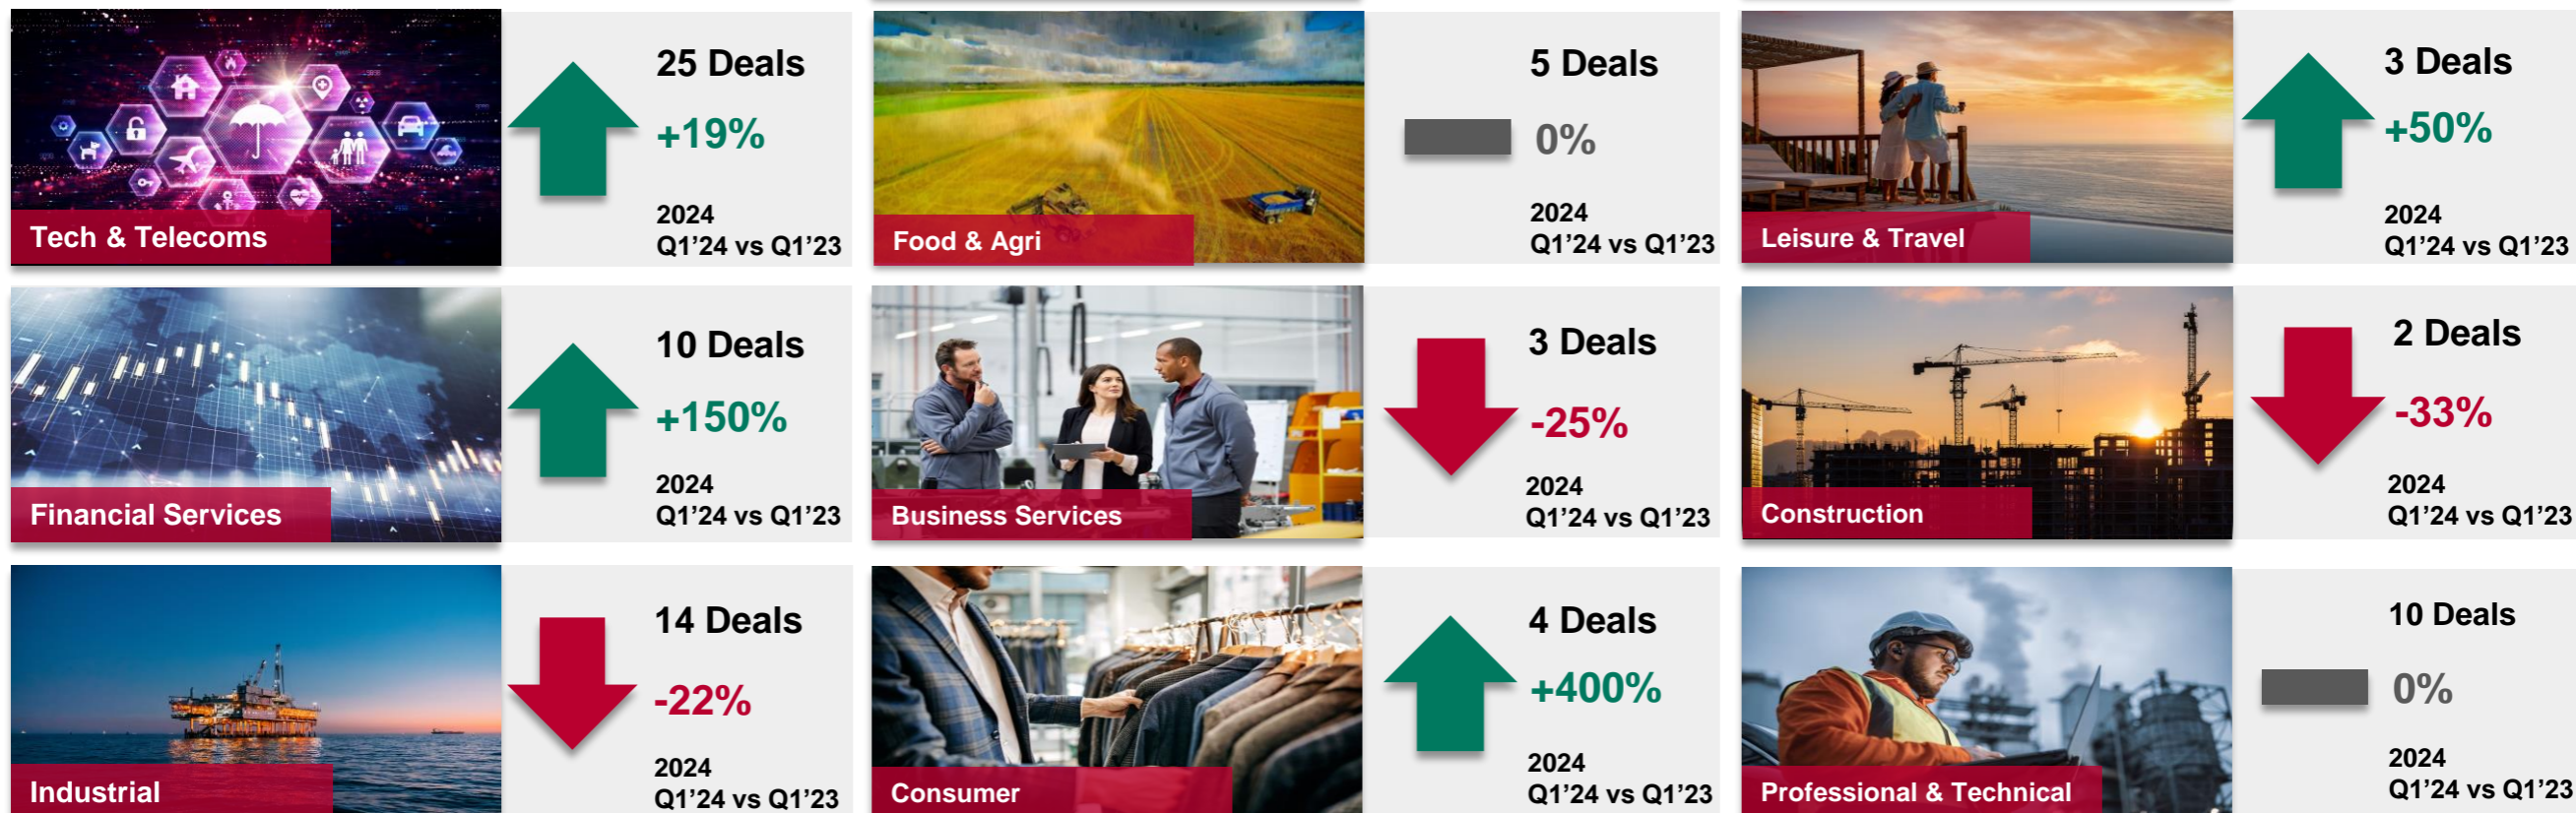 25 Deals
+19%
2024
Q1’24 vs Q1’23
Tech & Telecoms
5 Deals
0%
2024
Q1’24 vs Q1’23
Food & Agri
3 Deals
+50%
2024
Q1’24 vs Q1’23
Leisure & Travel
10 Deals
+150%
2024
Q1’24 vs Q1’23
Financial Services
3 Deals
-25%
2024
Q1’24 vs Q1’23
Business Services
2 Deals
-33%
2024
Q1’24 vs Q1’23
Construction
14 Deals
-22%
2024
Q1’24 vs Q1’23
Industrial
4 Deals
+400%
2024
Q1’24 vs Q1’23
Consumer
10 Deals
0%
2024
Q1’24 vs Q1’23
Professional & Technical